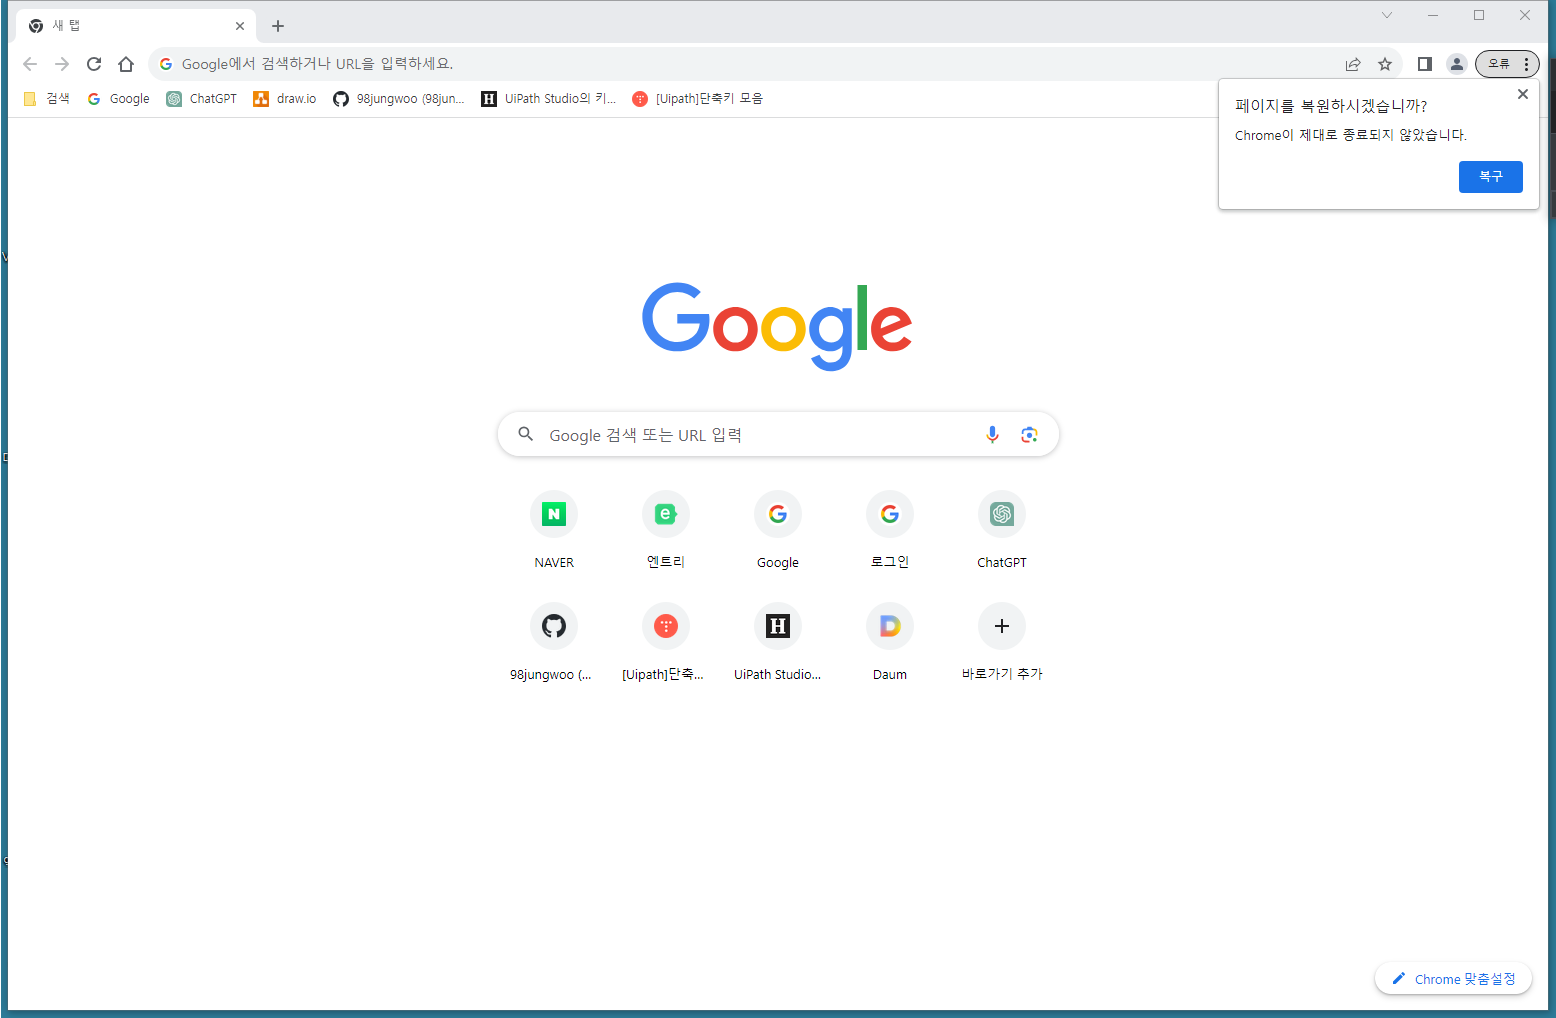 새 탭
Google에서 검색하거나 URL을 입력하세요.
오류
검색
Google
ChatGPT
draw.io
98jungwoo (98jun...
UiPath Studio의 키...
[Uipath]단축키 모음
페이지를 복원하시겠습니까?
Chrome이 제대로 종료되지 않았습니다.
복구
Google
Google 검색 또는 URL 입력
NAVER
엔트리
Google
로그인
ChatGPT
98jungwoo (...
[Uipath]단축...
UiPath Studio...
Daum
바로가기 추가
Chrome 맞춤설정